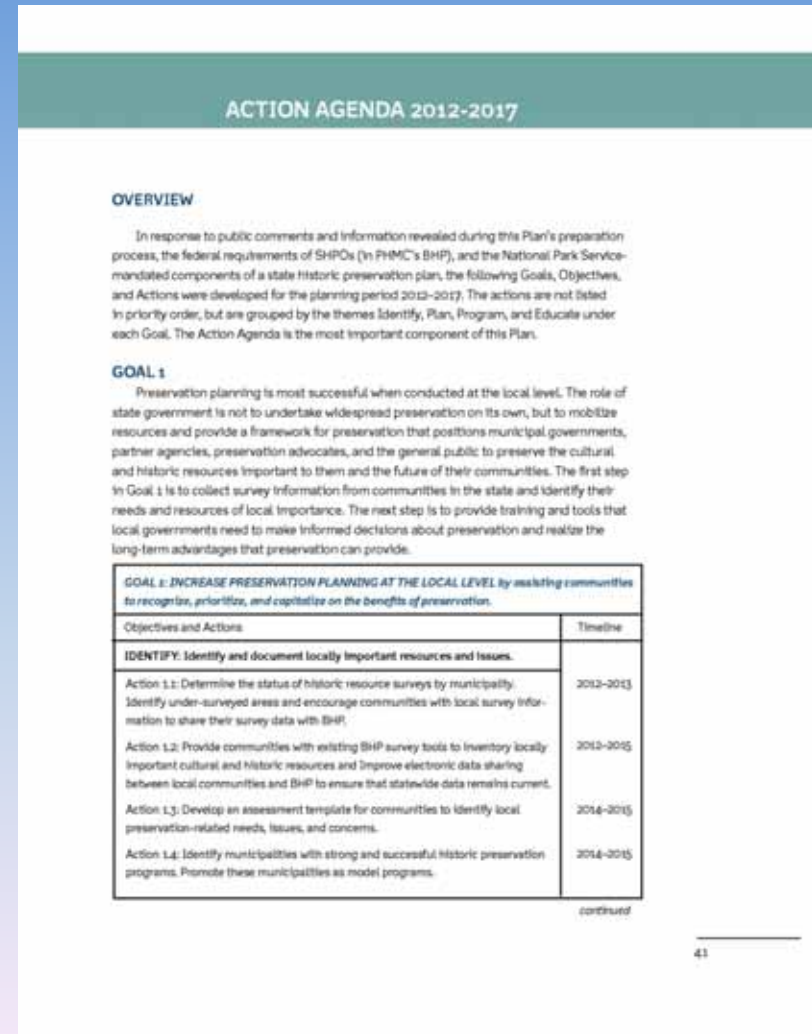 ACTION AGENDA 2012-2017
OVERVIEW
In response to public comments and information revealed during this Plan's preparation
process, the federal requirements of SHPOs (in PHMC's BHP), and the National Park Service-
mandated components of a state historic preservation plan, the following Goals, Objectives,
and Actions were developed for the planning period 2012–2017. The actions are not listed
in priority order, but are grouped by the themes Identify, Plan, Program, and Educate under
each Goal. The Action Agenda is the most important component of this Plan.
GOAL 1
Preservation planning is most successful when conducted at the local level. The role of
state government is not to undertake widespread preservation on its own, but to mobilize
resources and provide a framework for preservation that positions municipal governments,
partner agencies, preservation advocates, and the general public to preserve the cultural
and historic resources important to them and the future of their communities. The first step
in Goal 1 is to collect survey information from communities in the state and identify their
needs and resources of local importance. The next step is to provide training and tools that
local governments need to make informed decisions about preservation and realize the
long-term advantages that preservation can provide.
GOAL 1: INCREASE PRESERVATION PLANNING AT THE LOCAL LEVEL by assisting communities
to recognize, prioritize, and capitalize on the benefits of preservation.
Objectives and Actions Timeline
IDENTIFY: Identify and document locally important resources and issues.
Action 1.1: Determine the status of historic resource surveys by municipality. 2012–2013
Identify under-surveyed areas and encourage communities with local survey infor-
mation to share their survey data with BHP.
Action 1.2: Provide communities with existing BHP survey tools to inventory locally 2012–2015
important cultural and historic resources and improve electronic data sharing
between local communities and BHP to ensure that statewide data remains current.
Action 1.3: Develop an assessment template for communities to identify local 2014–2015
preservation-related needs, issues, and concerns.
Action 1.4: Identify municipalities with strong and successful historic preservation 2014–2015
programs. Promote these municipalities as model programs.
continued
41